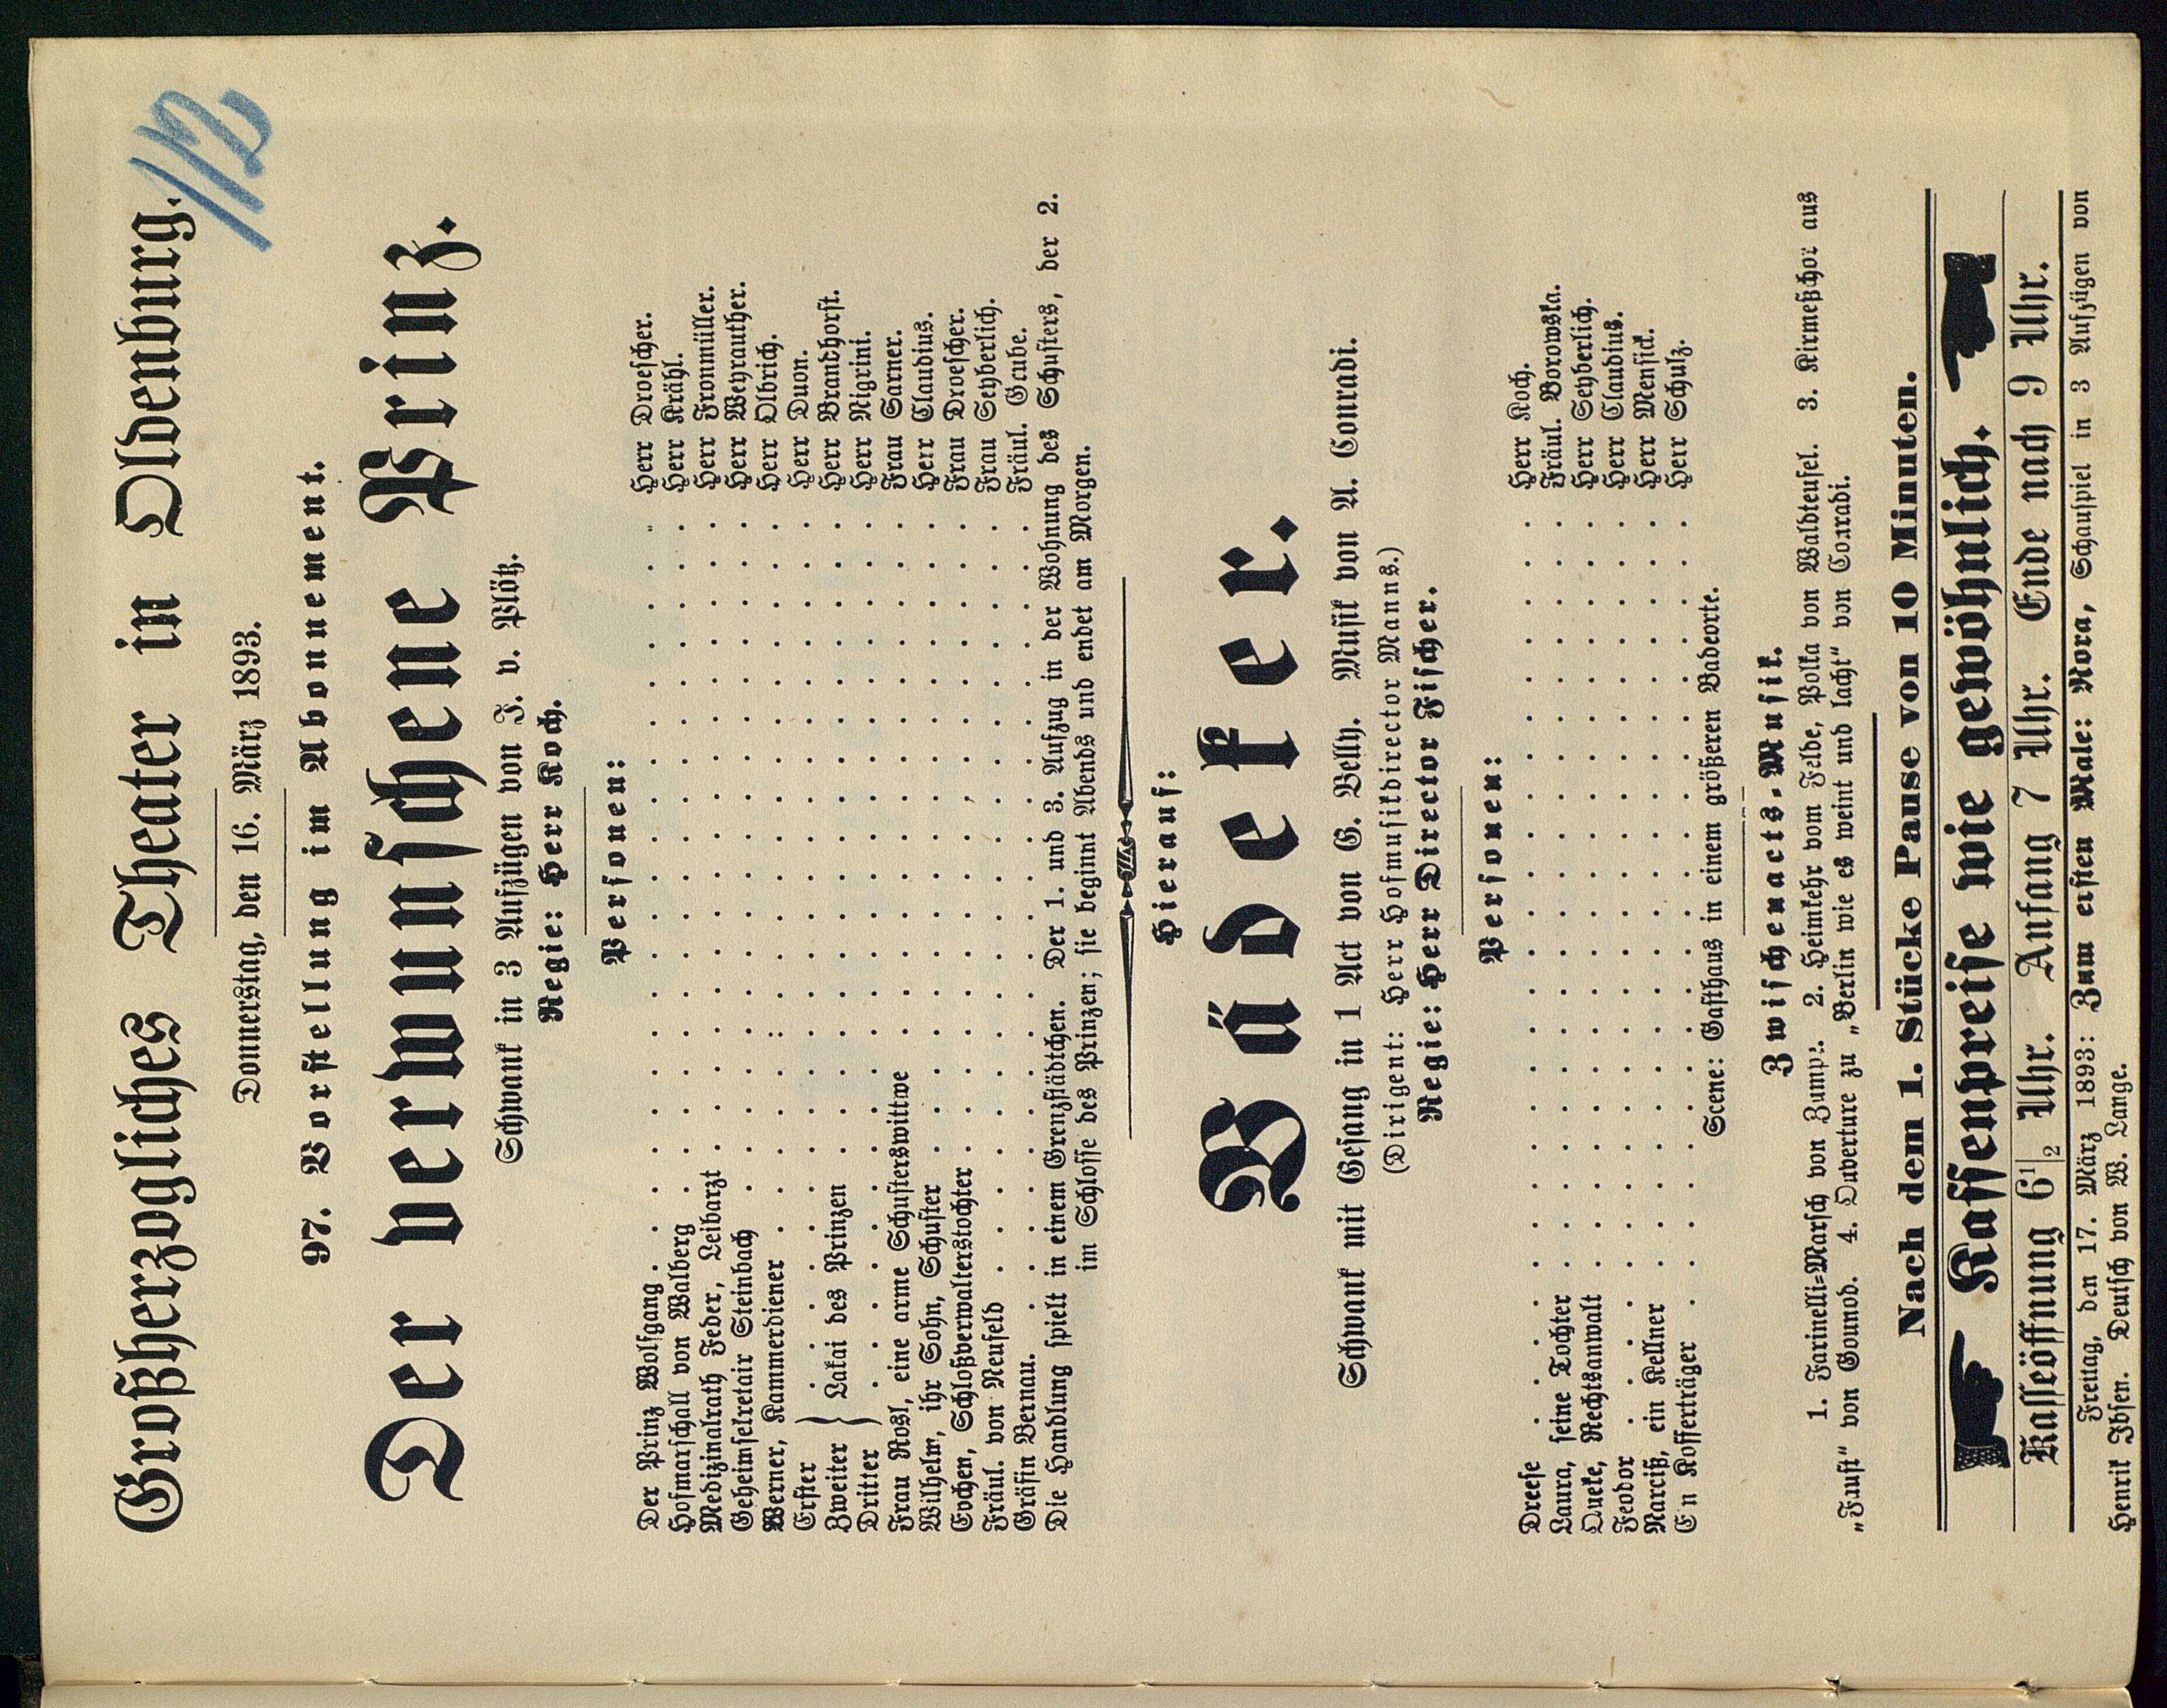 112
Großherzogliches Theater in Oldenburg.
Donnerstag, den 16. März 1893.
97. Vorstellung im Abonnement.
Der verwunschene Prinz.
Schwank in 3 Aufzügen von J. v. Plötz.
Regie: Herr Koch.
Personen:
Der Prinz Wolfgang . . . Herr Droescher.
Hofmarschall von Walberg . . . Herr Krähl.
Medizinalrath Feder, Leibarzt . . . Herr Fronmüller.
Geheimsekretair Steinbach . . . Herr Weyrauther.
Werner, Kammerdiener . . . Herr Olbrich.
Erster . . . Herr Duon.
Zweiter } Lakai des Prinzen . . . Herr Brandhorst.
Dritter . . . Herr Nigrini.
Frau Rosl, eine arme Schusterswittwe . . . Frau Sarner.
Wilhelm, ihr Sohn, Schuster . . . Herr Claudius.
Evchen, Schloßverwalterstochter . . . Frau Droescher.
Fräul. von Neufeld . . . Frau Seyberlich.
Gräfin Bernau. . . . Fräul. Grube.
Die Handlung spielt in einem Grenzstädtchen. Der 1. und 3. Aufzug in der Wohnung des Schusters, der 2.
im Schlosse des Prinzen; sie beginnt Abends und endet am Morgen.
Hierauf:
Bädeker.
Schwank mit Gesang in 1 Act von G. Belly. Musik von A. Conradi.
(Dirigent: Herr Hofmusikdirector Manns.)
Regie: Herr Director Fischer.
Personen:
Dreese . . . Herr Koch.
Laura, seine Tochter . . . Fräul. Borowska.
Dueke, Rechtsanwalt . . . Herr Seyberlich.
Feodor . . . Herr Claudius.
Narciß, ein Kellner . . . Herr Mensick.
E n Kofferträger . . . Herr Schulz.
Scene: Gasthaus in einem größeren Badeorte.
Zwischenacts-Musik.
1. Farinelli-Marsch von Zumpe. 2. Heimkehr vom Felde, Polka von Waldteufel. 3. Kirmeßchor aus
„Faust“ von Gounod. 4. Ouverture zu „Berlin wie es weint und lacht“ von Conradi.
Nach dem 1. Stücke Pause von 10 Minuten.
Kassenpreise wie gewöhnlich.
Kasseöffnung 6½ Uhr. Anfang 7 Uhr. Ende nach 9 Uhr.
Freitag, den 17. März 1893: Zum ersten Male: Nora, Schauspiel in 3 Aufzügen von
Henrik Ibsen. Deutsch von W. Lange.